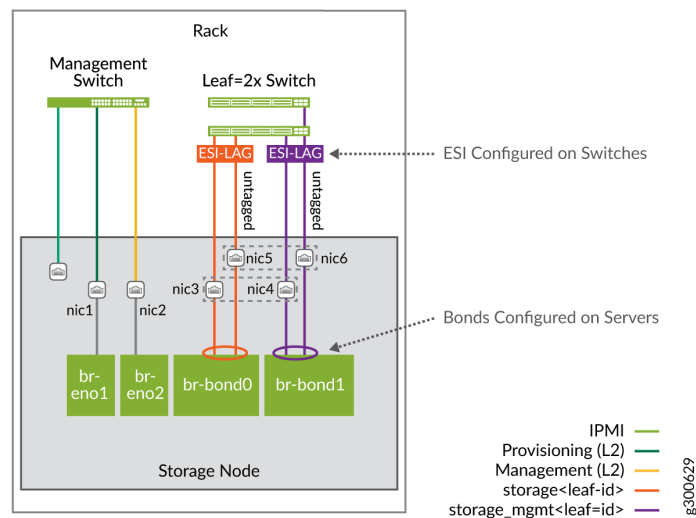 Rack
Management
Switch
Leaf=2x Switch
ESI-LAG
ESI-LAG
ESI Configured on Switches
untagged
untagged
nic5
nic6
nic3
nic4
nic1
nic2
Bonds Configured on Servers
br-
eno1
br-
eno2
br-bond0
br-bond1
Storage Node
IPMI
Provisioning (L2)
Management (L2)
storage<leaf-id>
storage_mgmt<leaf=id>
g300629